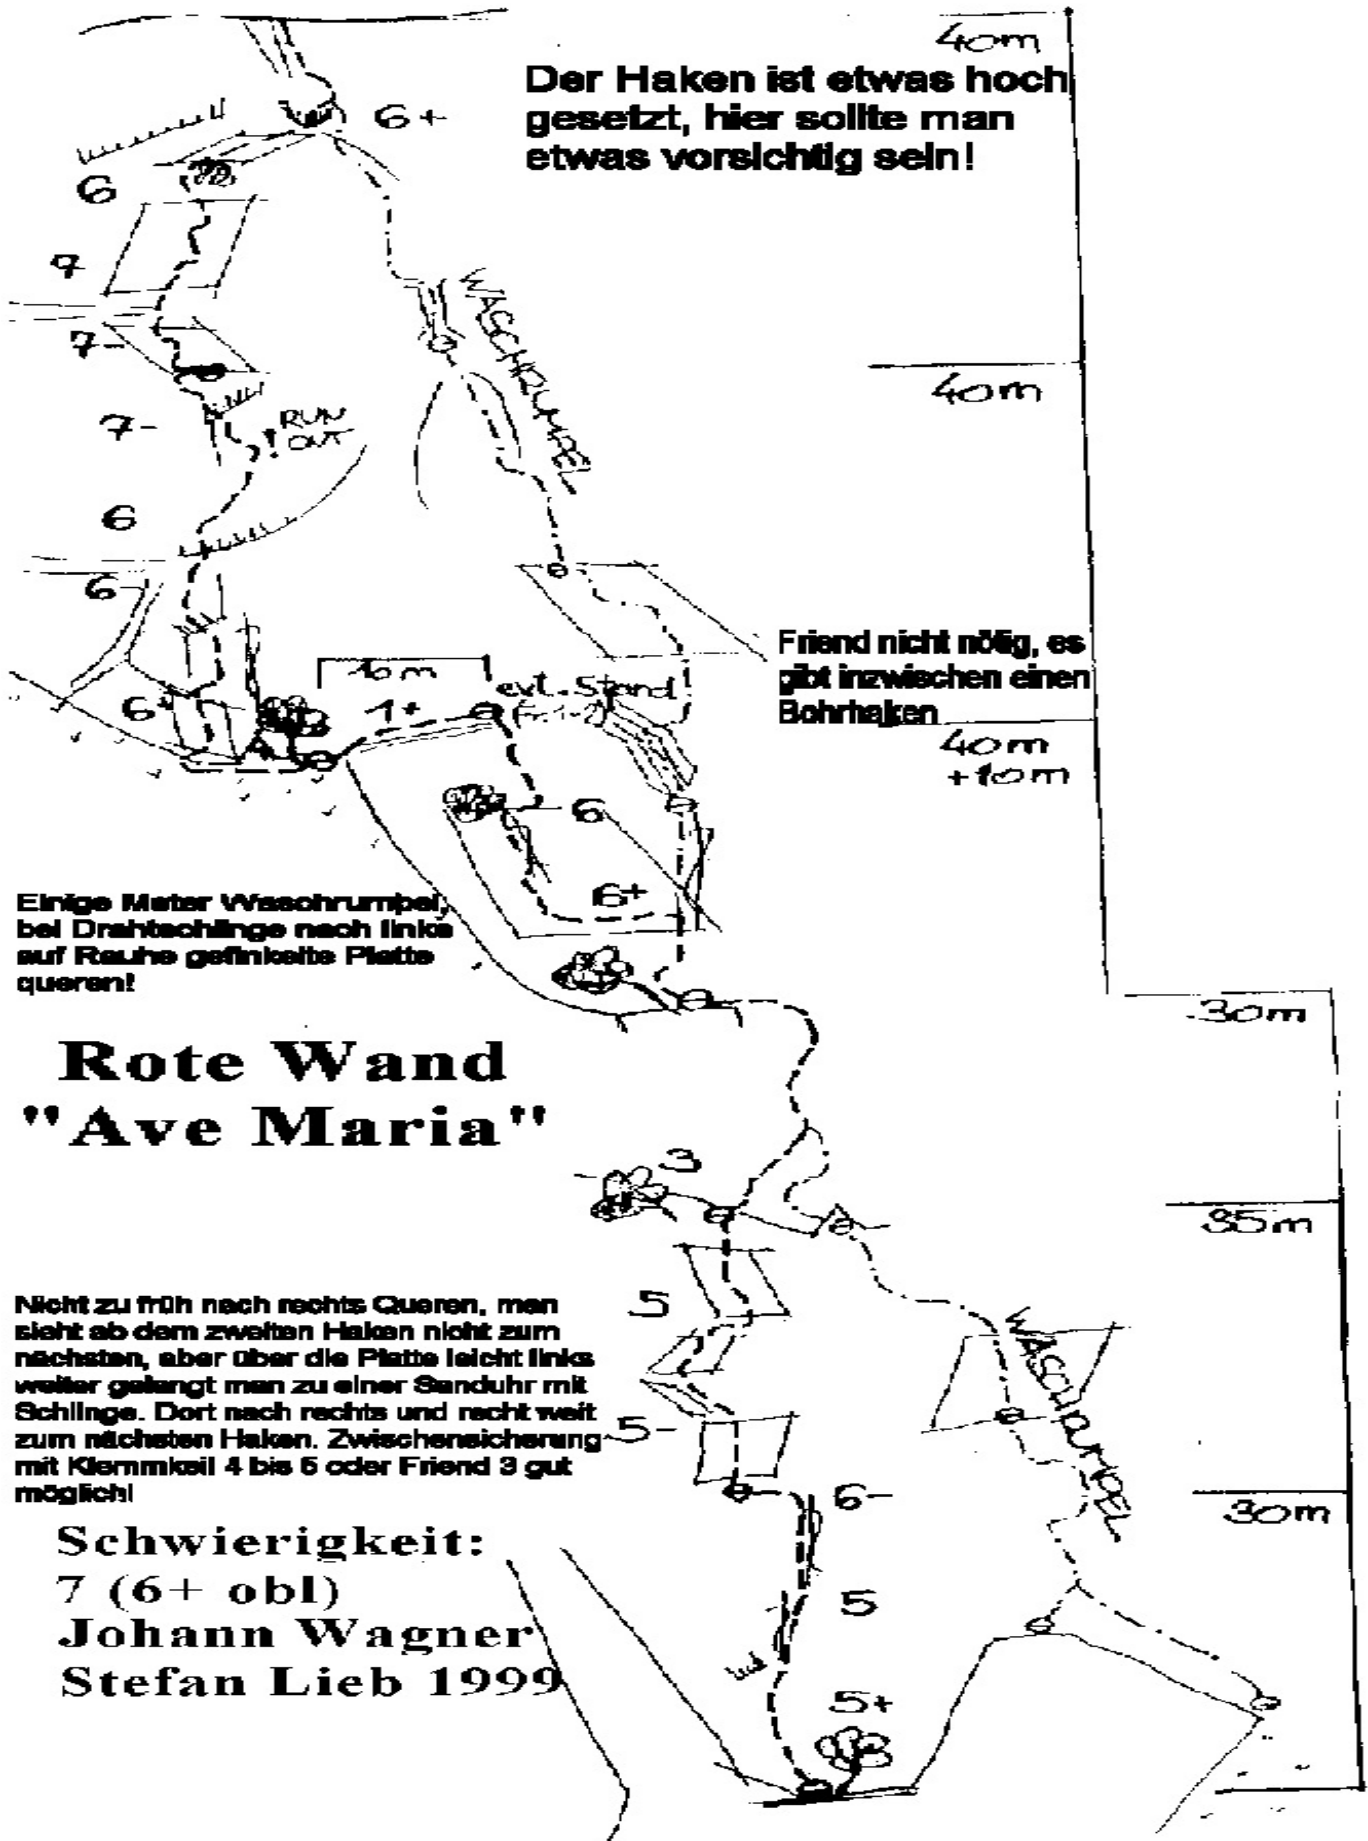 40m
Der Haken ist etwas hoch
gesetzt, hier sollte man
etwas vorsichtig sein!
6+
6
7
WASCHRUMPEL
7-
40m
7-
! RUN
OUT
6
6-
Friend nicht nötig, es
gibt inzwischen einen
Bohrhaken
10m
evt. Stand
6+
1+
40m
+10m
6
6+
Einige Meter Waschrumpel,
bei Drahtschlinge nach links
auf Rauhe gefinkelte Platte
queren!
30m
Rote Wand
"Ave Maria"
3
35m
5
Nicht zu früh nach rechts Queren, man
sieht ab dem zweiten Haken nicht zum
nächsten, aber über die Platte leicht links
weiter gelangt man zu einer Sanduhr mit
Schlinge. Dort nach rechts und recht weit
zum nächsten Haken. Zwischensicherung
mit Klemmkeil 4 bis 5 oder Friend 3 gut
möglich!
WASCHRUMPEL
5-
6-
30m
Schwierigkeit:
7 (6+ obl)
Johann Wagner
Stefan Lieb 1999
5
5+